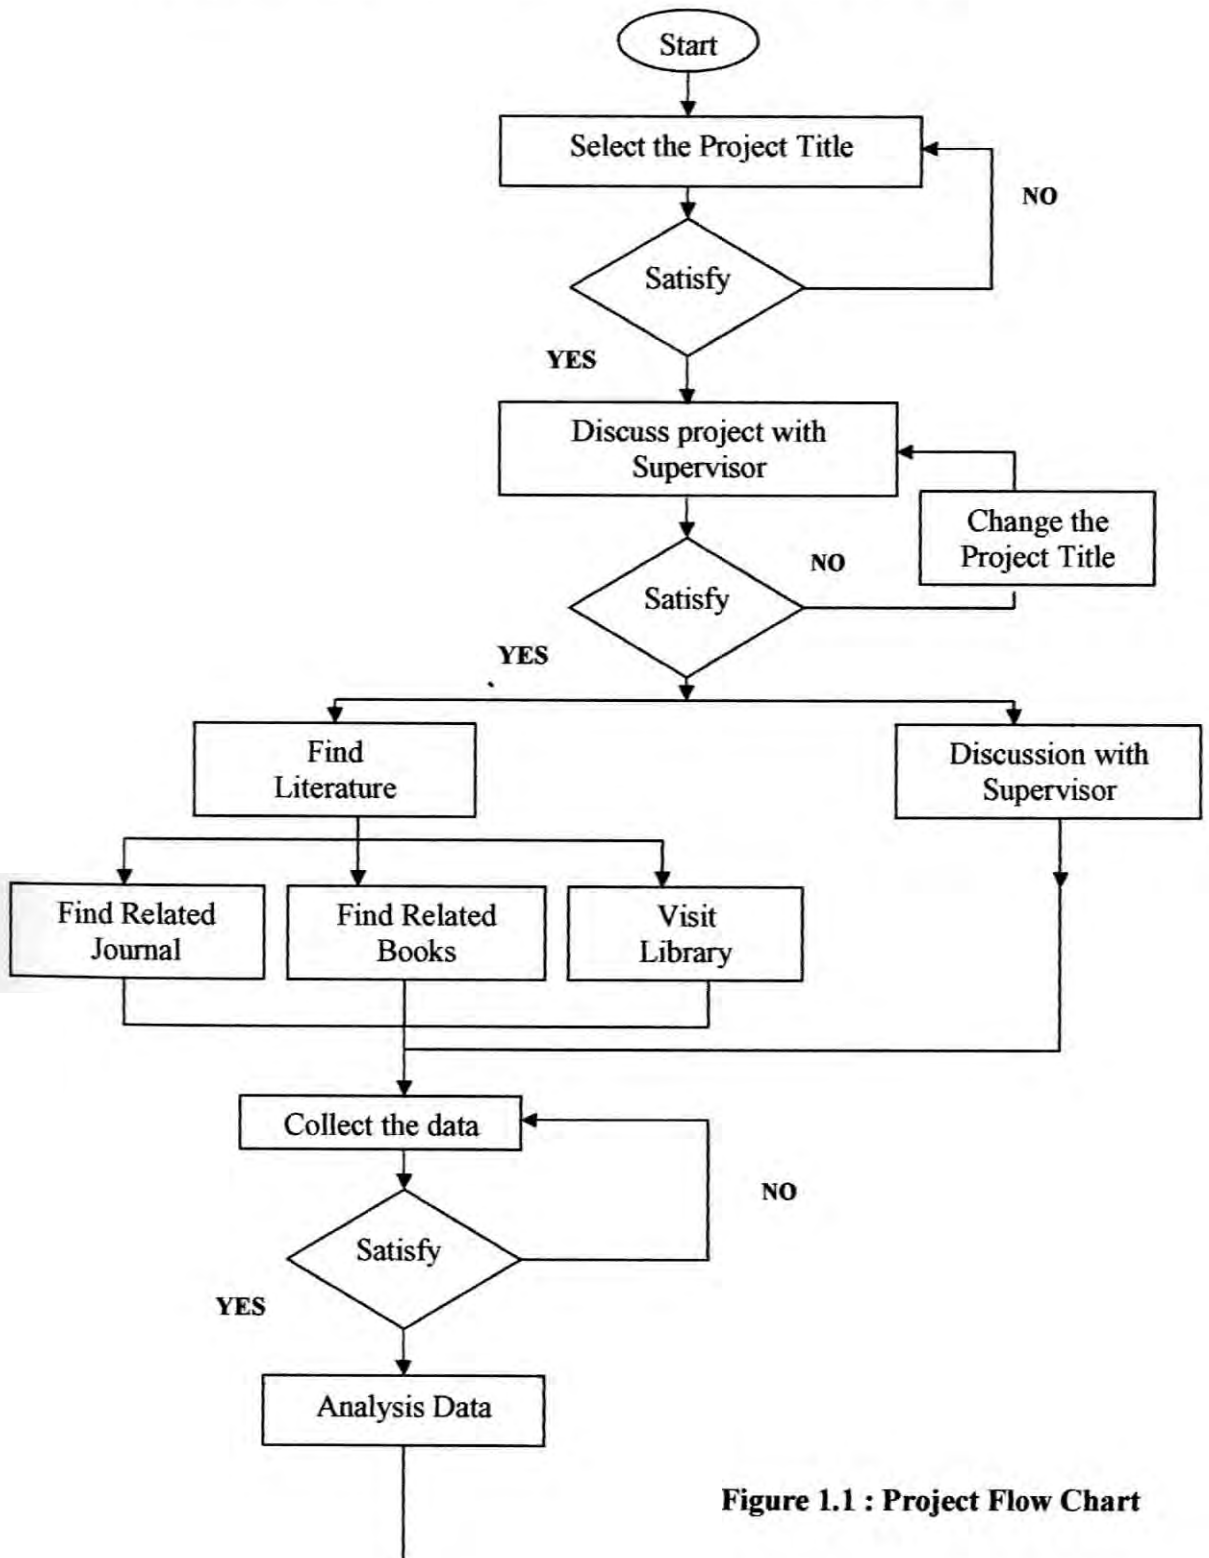 Start
Select the Project Title
NO
Satisfy
YES
Discuss project with
Supervisor
Change the
Project Title
NO
Satisfy
YES
Find
Literature
Discussion with
Supervisor
Find Related
Journal
Find Related
Books
Visit
Library
Collect the data
NO
Satisfy
YES
Analysis Data
Figure 1.1 : Project Flow Chart